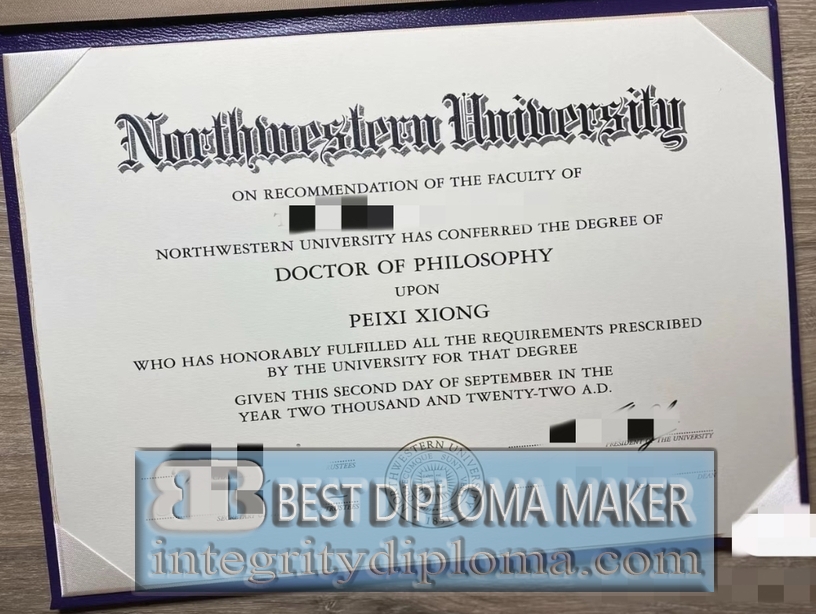 Northwestern University
ON RECOMMENDATION OF THE FACULTY OF
NORTHWESTERN UNIVERSITY HAS CONFERRED THE DEGREE OF
DOCTOR OF PHILOSOPHY
UPON
PEIXI XIONG
WHO HAS HONORABLY FULFILLED ALL THE REQUIREMENTS PRESCRIBED
BY THE UNIVERSITY FOR THAT DEGREE
GIVEN THIS SECOND DAY OF SEPTEMBER IN THE
YEAR TWO THOUSAND AND TWENTY-TWO A.D.
PRESIDENT OF THE UNIVERSITY
BEST DIPLOMA MAKER
integritydiploma.com